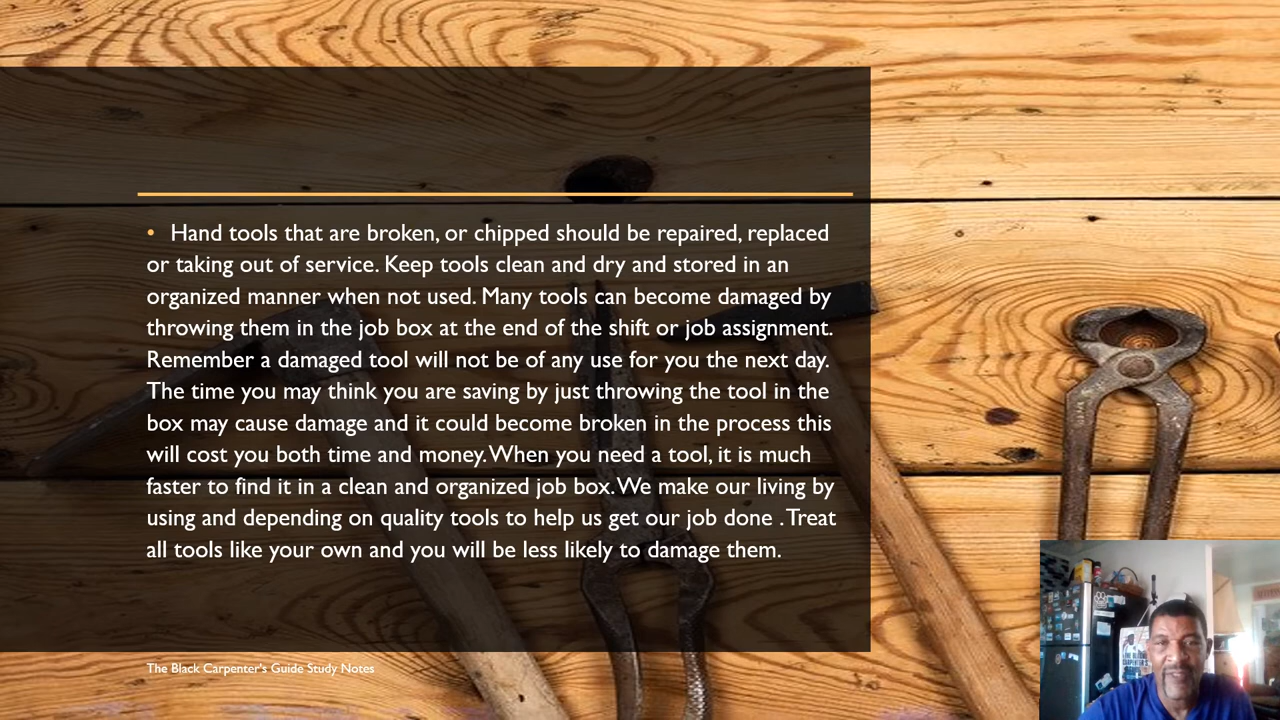 • Hand tools that are broken, or chipped should be repaired, replaced
or taking out of service. Keep tools clean and dry and stored in an
organized manner when not used. Many tools can become damaged by
throwing them in the job box at the end of the shift or job assignment.
Remember a damaged tool will not be of any use for you the next day.
The time you may think you are saving by just throwing the tool in the
box may cause damage and it could become broken in the process this
will cost you both time and money. When you need a tool, it is much
faster to find it in a clean and organized job box. We make our living by
using and depending on quality tools to help us get our job done . Treat
all tools like your own and you will be less likely to damage them.
The Black Carpenter's Guide Study Notes